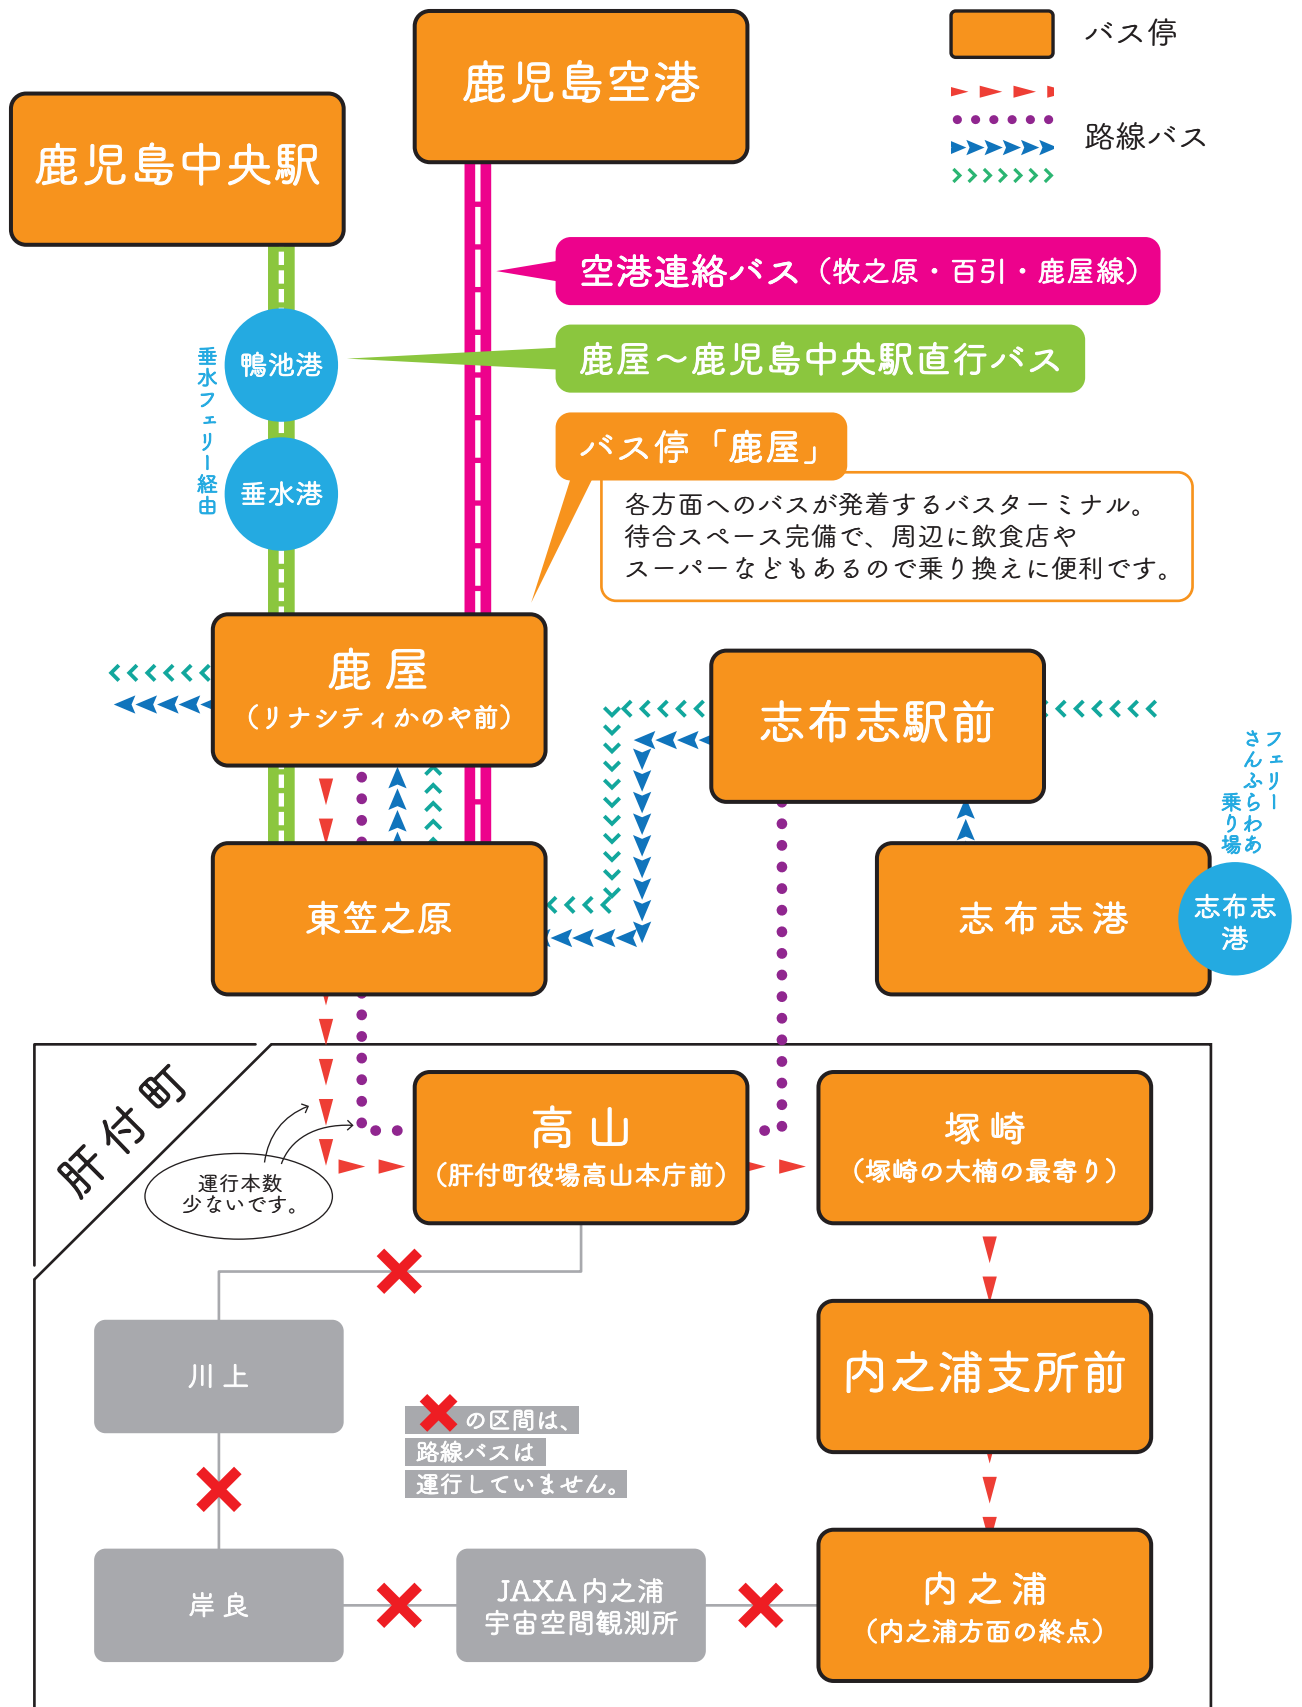 鹿児島空港
バス停
鹿児島中央駅
路線バス
空港連絡バス（牧之原・百引・鹿屋線）
鹿屋～鹿児島中央駅直行バス
垂水フェリー経由
鴨池港
垂水港
バス停「鹿屋」
各方面へのバスが発着するバスターミナル。
待合スペース完備で、周辺に飲食店や
スーパーなどもあるので乗り換えに便利です。
鹿屋
（リナシティかのや前）
志布志駅前
フェリー
さんふらわあ
乗り場
東笠之原
志布志港
志布志
港
肝付町
高山
（肝付町役場高山本庁前）
塚崎
（塚崎の大楠の最寄り）
運行本数
少ないです。
内之浦支所前
川上
の区間は、
路線バスは
運行していません。
岸良
JAXA内之浦
宇宙空間観測所
内之浦
（内之浦方面の終点）